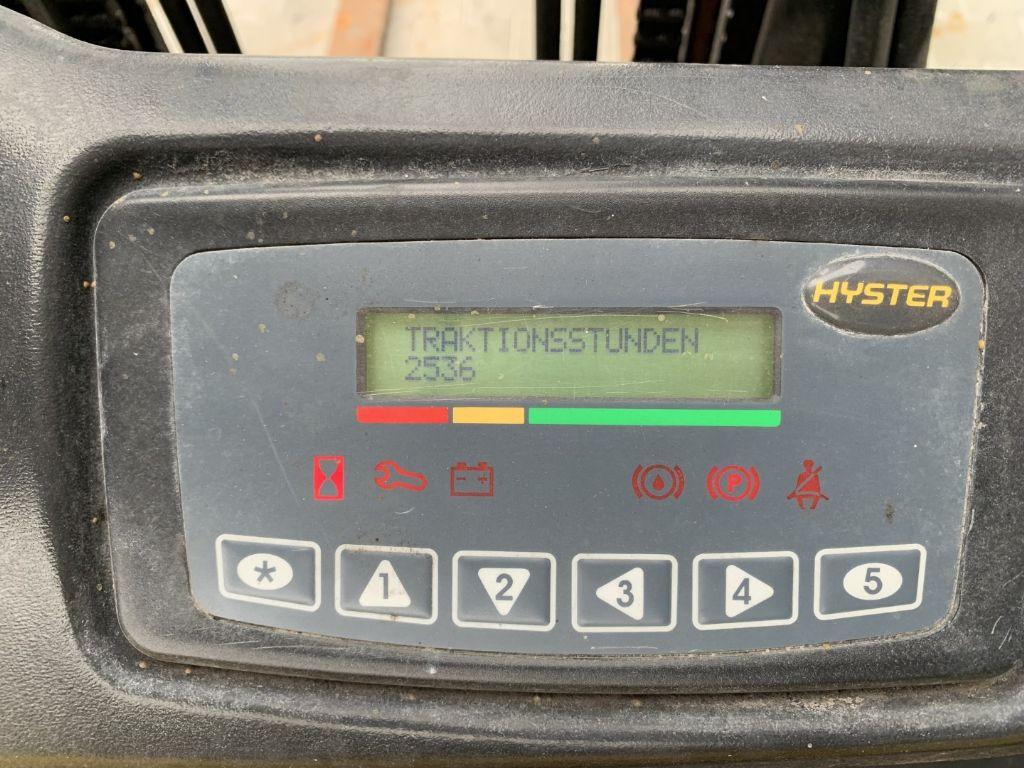 HYSTER
TRAKTIONSSTUNDEN
2536
P
* 1 2 3 4 5